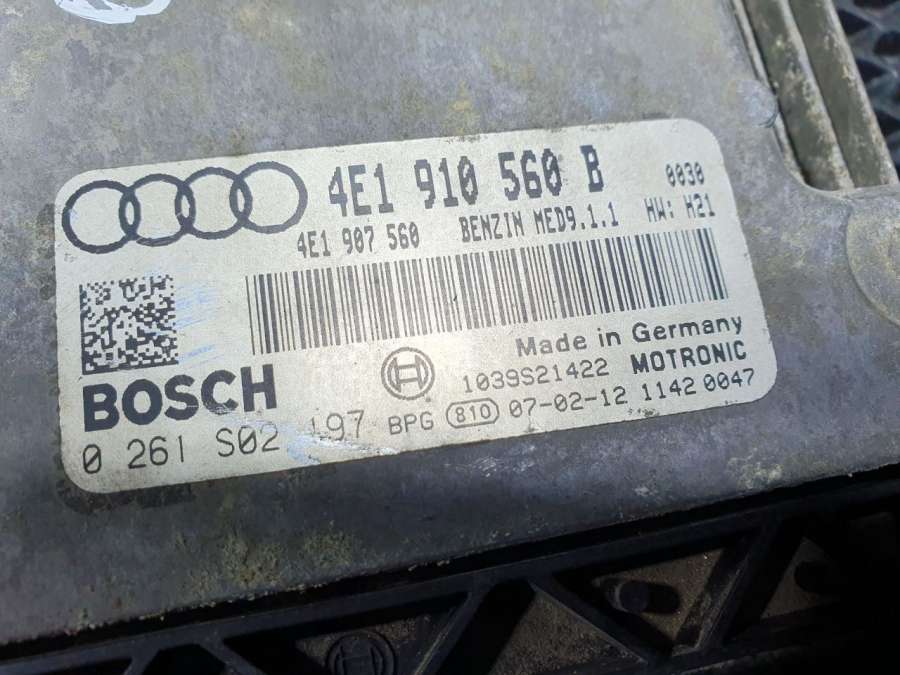 4E1 910 560 B 0030
4E1 907 560 BENZIN MED9.1.1 HW: H21
Made in Germany
BOSCH 1039S21422 MOTRONIC
0 261 S02 197 BPG 810 07-02-12 1142 0047